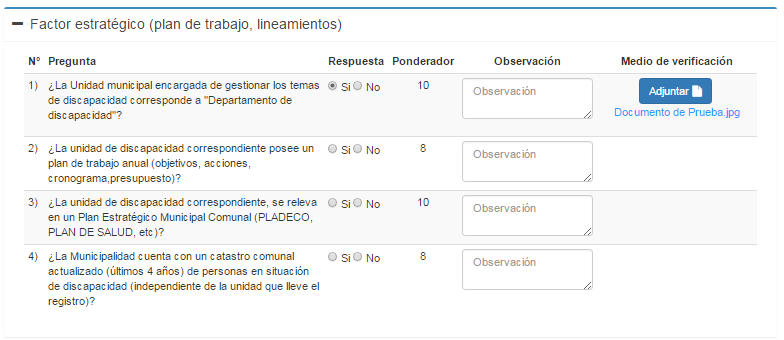 Factor estratégico (plan de trabajo, lineamientos)
N° Pregunta Respuesta Ponderador Observación Medio de verificación
1) ¿La Unidad municipal encargada de gestionar los temas
de discapacidad corresponde a "Departamento de
discapacidad"?
Si No 10 Observación Adjuntar
Documento de Prueba.jpg
2) ¿La unidad de discapacidad correspondiente posee un
plan de trabajo anual (objetivos, acciones,
cronograma,presupuesto)?
Si No 8 Observación
3) ¿La unidad de discapacidad correspondiente, se releva
en un Plan Estratégico Municipal Comunal (PLADECO,
PLAN DE SALUD, etc)?
Si No 10 Observación
4) ¿La Municipalidad cuenta con un catastro comunal
actualizado (últimos 4 años) de personas en situación
de discapacidad (independiente de la unidad que lleve el
registro)?
Si No 8 Observación